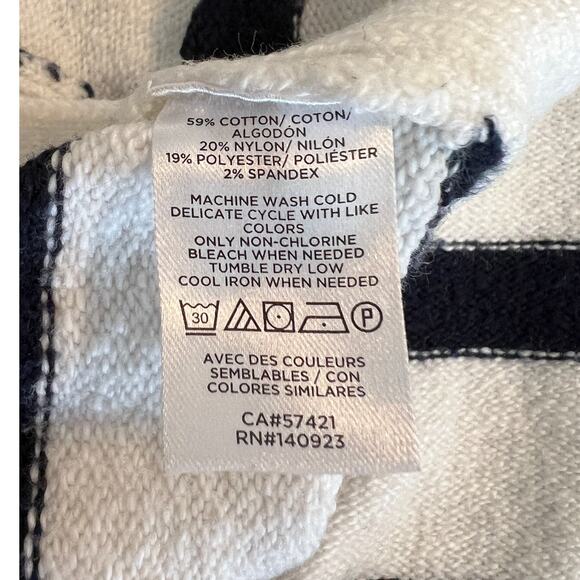 59% COTTON/ COTON/
ALGODÓN
20% NYLON/ NILÓN
19% POLYESTER/ POLIÉSTER
2% SPANDEX
MACHINE WASH COLD
DELICATE CYCLE WITH LIKE
COLORS
ONLY NON-CHLORINE
BLEACH WHEN NEEDED
TUMBLE DRY LOW
COOL IRON WHEN NEEDED
30 P
AVEC DES COULEURS
SEMBLABLES / CON
COLORES SIMILARES
CA#57421
RN#140923